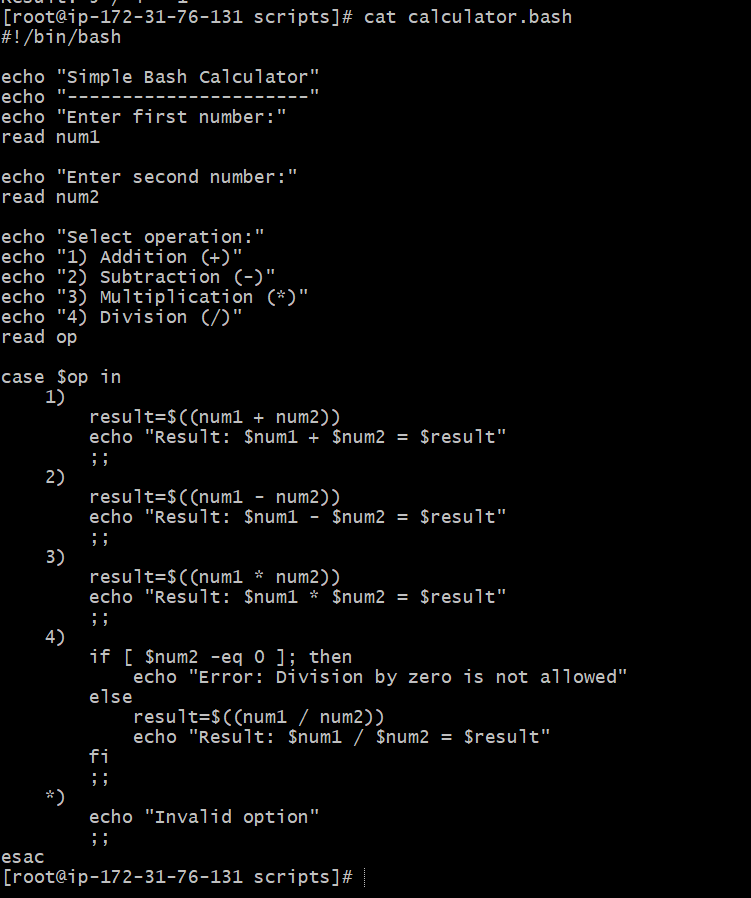 [root@ip-172-31-76-131 scripts]# cat calculator.bash
#!/bin/bash

echo "Simple Bash Calculator"
echo "----------------------"
echo "Enter first number:"
read num1

echo "Enter second number:"
read num2

echo "Select operation:"
echo "1) Addition (+)"
echo "2) Subtraction (-)"
echo "3) Multiplication (*)"
echo "4) Division (/)"
read op

case $op in
    1)
        result=$((num1 + num2))
        echo "Result: $num1 + $num2 = $result"
        ;;
    2)
        result=$((num1 - num2))
        echo "Result: $num1 - $num2 = $result"
        ;;
    3)
        result=$((num1 * num2))
        echo "Result: $num1 * $num2 = $result"
        ;;
    4)
        if [ $num2 -eq 0 ]; then
            echo "Error: Division by zero is not allowed"
        else
            result=$((num1 / num2))
            echo "Result: $num1 / $num2 = $result"
        fi
        ;;
    *)
        echo "Invalid option"
        ;;
esac
[root@ip-172-31-76-131 scripts]#